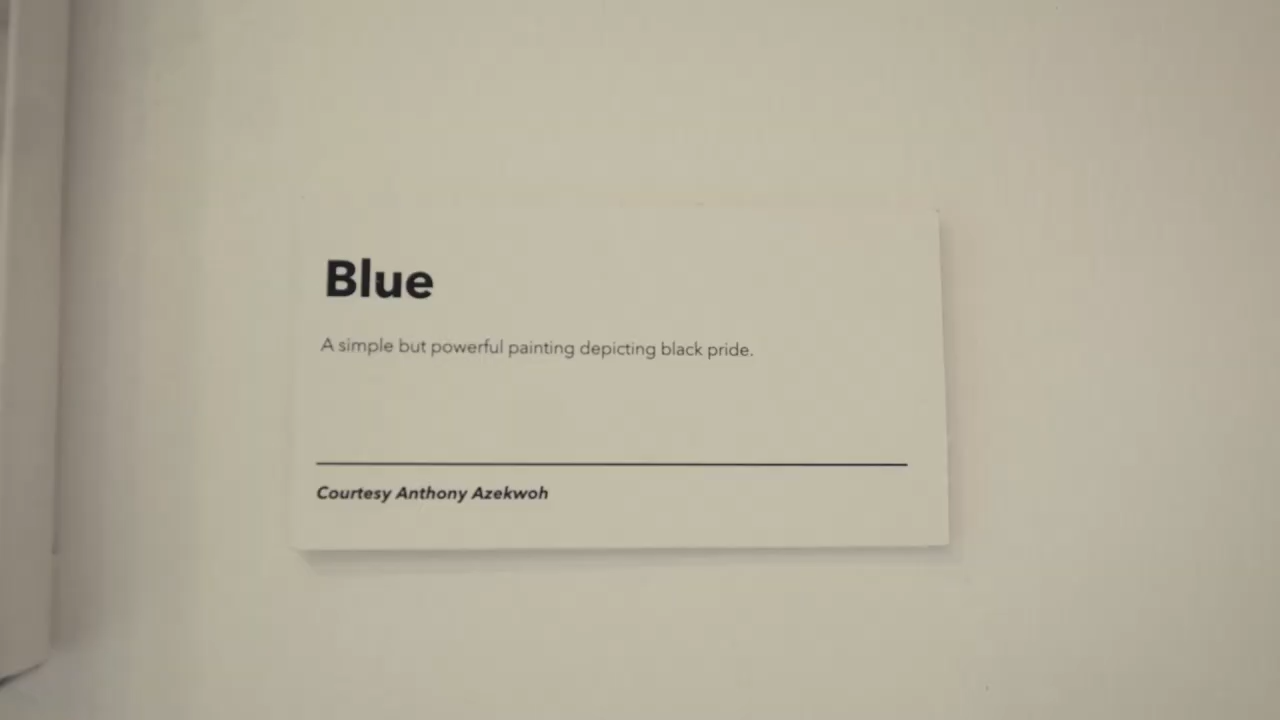 Blue
A simple but powerful painting depicting black pride.
Courtesy Anthony Azekwoh